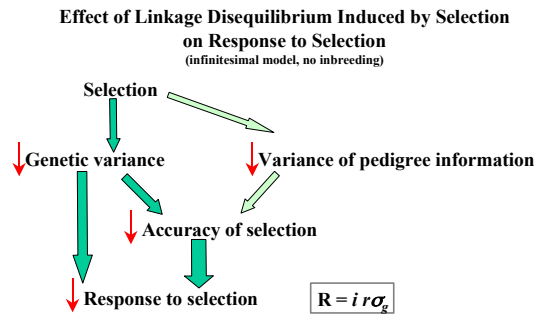 Effect of Linkage Disequilibrium Induced by Selection
on Response to Selection
(infinitesimal model, no inbreeding)
Selection
Genetic variance
Variance of pedigree information
Accuracy of selection
Response to selection
R = i rσg